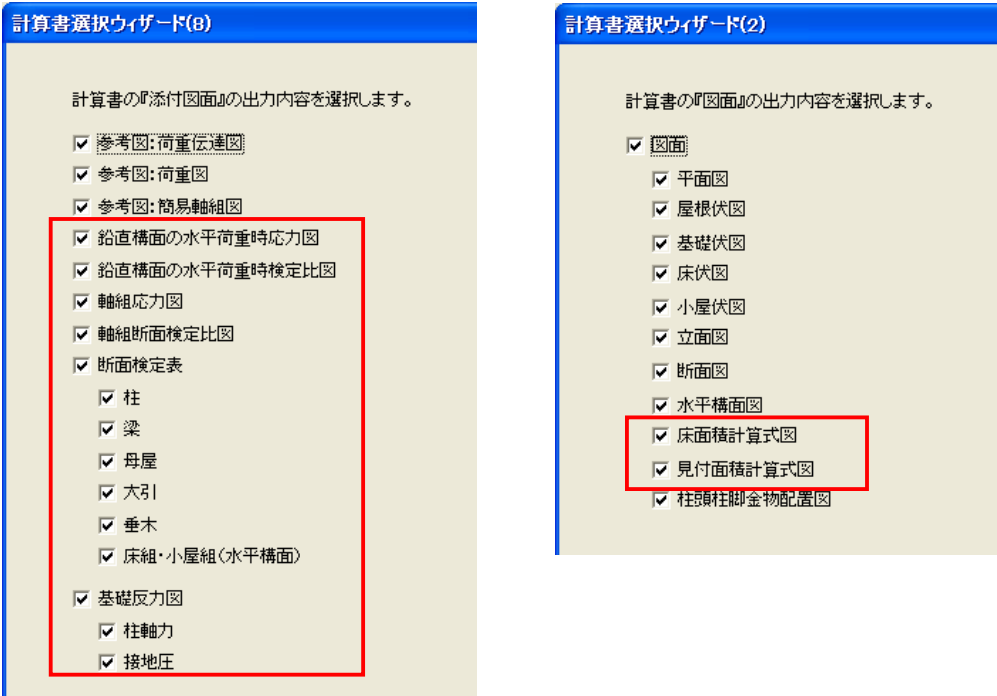 計算書選択ウィザード(8)
計算書の『添付図面』の出力内容を選択します。
参考図:荷重伝達図
参考図:荷重図
参考図:簡易軸組図
鉛直構面の水平荷重時応力図
鉛直構面の水平荷重時検定比図
軸組応力図
軸組断面検定比図
断面検定表
柱
梁
母屋
大引
垂木
床組・小屋組(水平構面)
基礎反力図
柱軸力
接地圧
計算書選択ウィザード(2)
計算書の『図面』の出力内容を選択します。
図面
平面図
屋根伏図
基礎伏図
床伏図
小屋伏図
立面図
断面図
水平構面図
床面積計算式図
見付面積計算式図
柱頭柱脚金物配置図